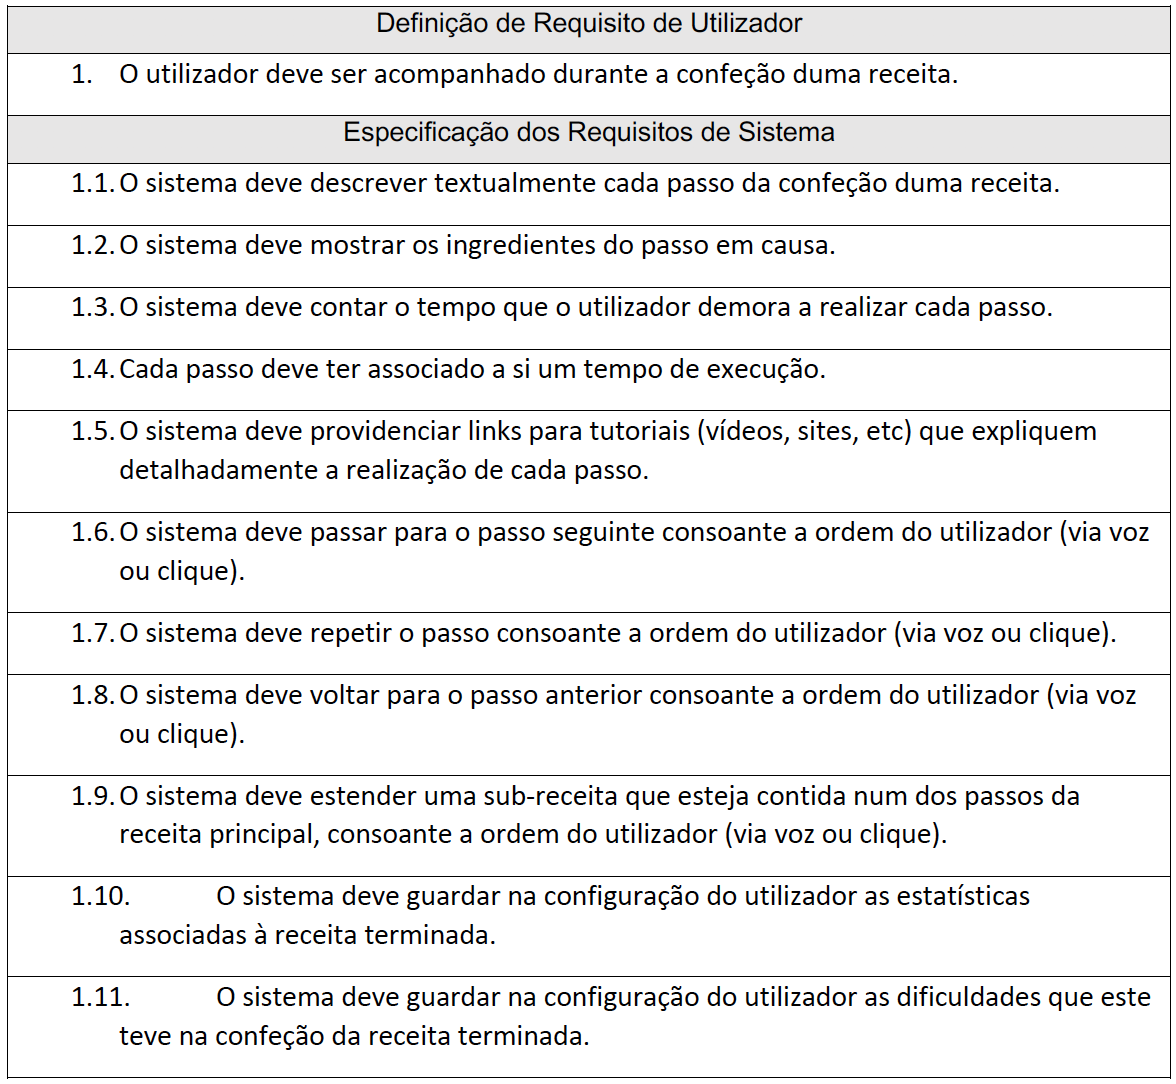 Definição de Requisito de Utilizador
1. O utilizador deve ser acompanhado durante a confeção duma receita.
Especificação dos Requisitos de Sistema
1.1. O sistema deve descrever textualmente cada passo da confeção duma receita.
1.2. O sistema deve mostrar os ingredientes do passo em causa.
1.3. O sistema deve contar o tempo que o utilizador demora a realizar cada passo.
1.4. Cada passo deve ter associado a si um tempo de execução.
1.5. O sistema deve providenciar links para tutoriais (vídeos, sites, etc) que expliquem
detalhadamente a realização de cada passo.
1.6. O sistema deve passar para o passo seguinte consoante a ordem do utilizador (via voz
ou clique).
1.7. O sistema deve repetir o passo consoante a ordem do utilizador (via voz ou clique).
1.8. O sistema deve voltar para o passo anterior consoante a ordem do utilizador (via voz
ou clique).
1.9. O sistema deve estender uma sub-receita que esteja contida num dos passos da
receita principal, consoante a ordem do utilizador (via voz ou clique).
1.10. O sistema deve guardar na configuração do utilizador as estatísticas
associadas à receita terminada.
1.11. O sistema deve guardar na configuração do utilizador as dificuldades que este
teve na confeção da receita terminada.